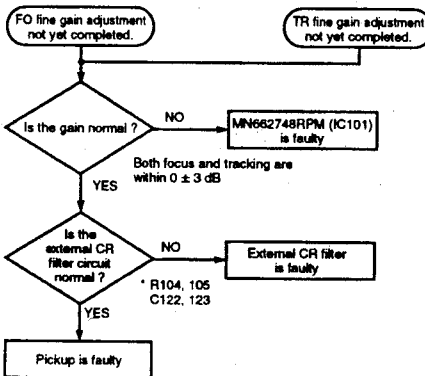 FO fine gain adjustment
not yet completed.
TR fine gain adjustment
not yet completed.
Is the gain normal ?
NO
MN662748RPM (IC101)
is faulty
Both focus and tracking are
within 0 ± 3 dB
YES
Is the
external CR
filter circuit
normal ?
NO
External CR filter
is faulty
* R104, 105
C122, 123
YES
Pickup is faulty